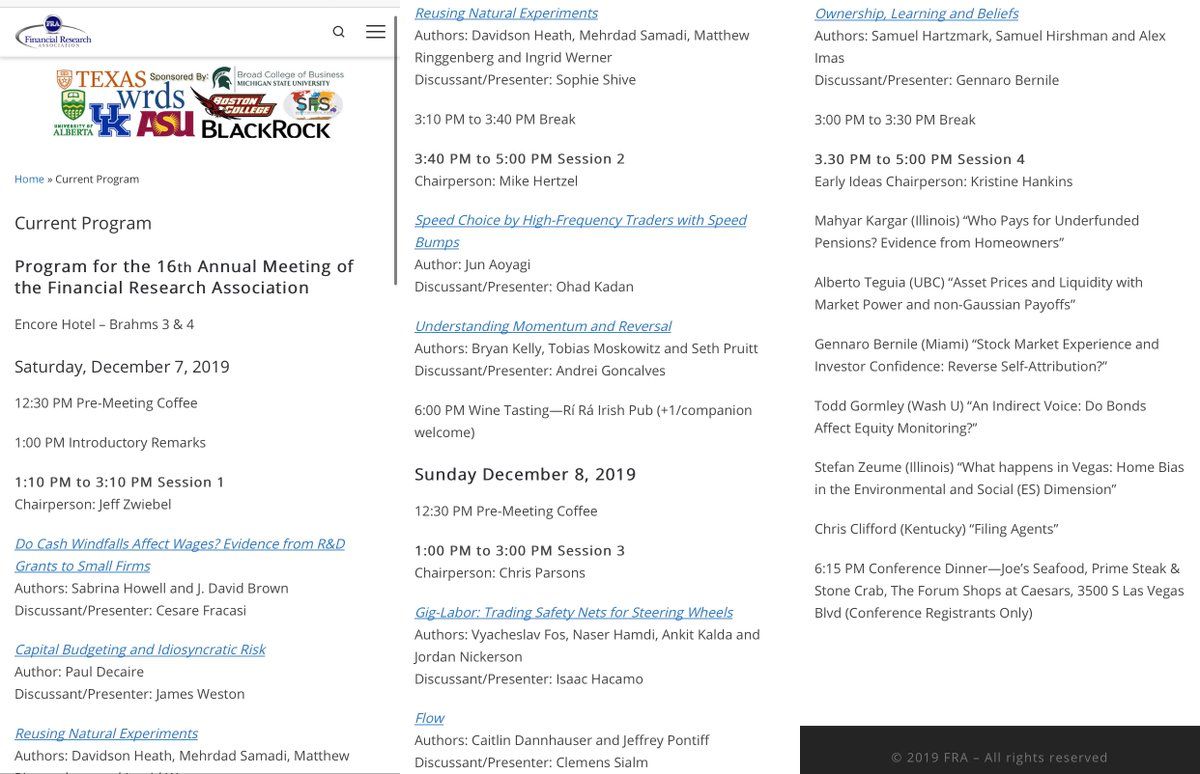 FRA
Financial Research
ASSOCIATION
TEXAS
Sponsored By:
Broad College of Business
MICHIGAN STATE UNIVERSITY
wrds
BOSTON
COLLEGE
SFS
UNIVERSITY OF
ALBERTA
UK
ASU
BLACKROCK
Home » Current Program
Current Program
Program for the 16th Annual Meeting of
the Financial Research Association
Encore Hotel – Brahms 3 & 4
Saturday, December 7, 2019
12:30 PM Pre-Meeting Coffee
1:00 PM Introductory Remarks
1:10 PM to 3:10 PM Session 1
Chairperson: Jeff Zwiebel
Do Cash Windfalls Affect Wages? Evidence from R&D
Grants to Small Firms
Authors: Sabrina Howell and J. David Brown
Discussant/Presenter: Cesare Fracasi
Capital Budgeting and Idiosyncratic Risk
Author: Paul Decaire
Discussant/Presenter: James Weston
Reusing Natural Experiments
Authors: Davidson Heath, Mehrdad Samadi, Matthew
Reusing Natural Experiments
Authors: Davidson Heath, Mehrdad Samadi, Matthew
Ringgenberg and Ingrid Werner
Discussant/Presenter: Sophie Shive
3:10 PM to 3:40 PM Break
3:40 PM to 5:00 PM Session 2
Chairperson: Mike Hertzel
Speed Choice by High-Frequency Traders with Speed
Bumps
Author: Jun Aoyagi
Discussant/Presenter: Ohad Kadan
Understanding Momentum and Reversal
Authors: Bryan Kelly, Tobias Moskowitz and Seth Pruitt
Discussant/Presenter: Andrei Goncalves
6:00 PM Wine Tasting—Rí Rá Irish Pub (+1/companion
welcome)
Sunday December 8, 2019
12:30 PM Pre-Meeting Coffee
1:00 PM to 3:00 PM Session 3
Chairperson: Chris Parsons
Gig-Labor: Trading Safety Nets for Steering Wheels
Authors: Vyacheslav Fos, Naser Hamdi, Ankit Kalda and
Jordan Nickerson
Discussant/Presenter: Isaac Hacamo
Flow
Authors: Caitlin Dannhauser and Jeffrey Pontiff
Discussant/Presenter: Clemens Sialm
Ownership, Learning and Beliefs
Authors: Samuel Hartzmark, Samuel Hirshman and Alex
Imas
Discussant/Presenter: Gennaro Bernile
3:00 PM to 3:30 PM Break
3.30 PM to 5:00 PM Session 4
Early Ideas Chairperson: Kristine Hankins
Mahyar Kargar (Illinois) “Who Pays for Underfunded
Pensions? Evidence from Homeowners”
Alberto Teguia (UBC) “Asset Prices and Liquidity with
Market Power and non-Gaussian Payoffs”
Gennaro Bernile (Miami) “Stock Market Experience and
Investor Confidence: Reverse Self-Attribution?”
Todd Gormley (Wash U) “An Indirect Voice: Do Bonds
Affect Equity Monitoring?”
Stefan Zeume (Illinois) “What happens in Vegas: Home Bias
in the Environmental and Social (ES) Dimension”
Chris Clifford (Kentucky) “Filing Agents”
6:15 PM Conference Dinner—Joe’s Seafood, Prime Steak &
Stone Crab, The Forum Shops at Caesars, 3500 S Las Vegas
Blvd (Conference Registrants Only)
© 2019 FRA – All rights reserved